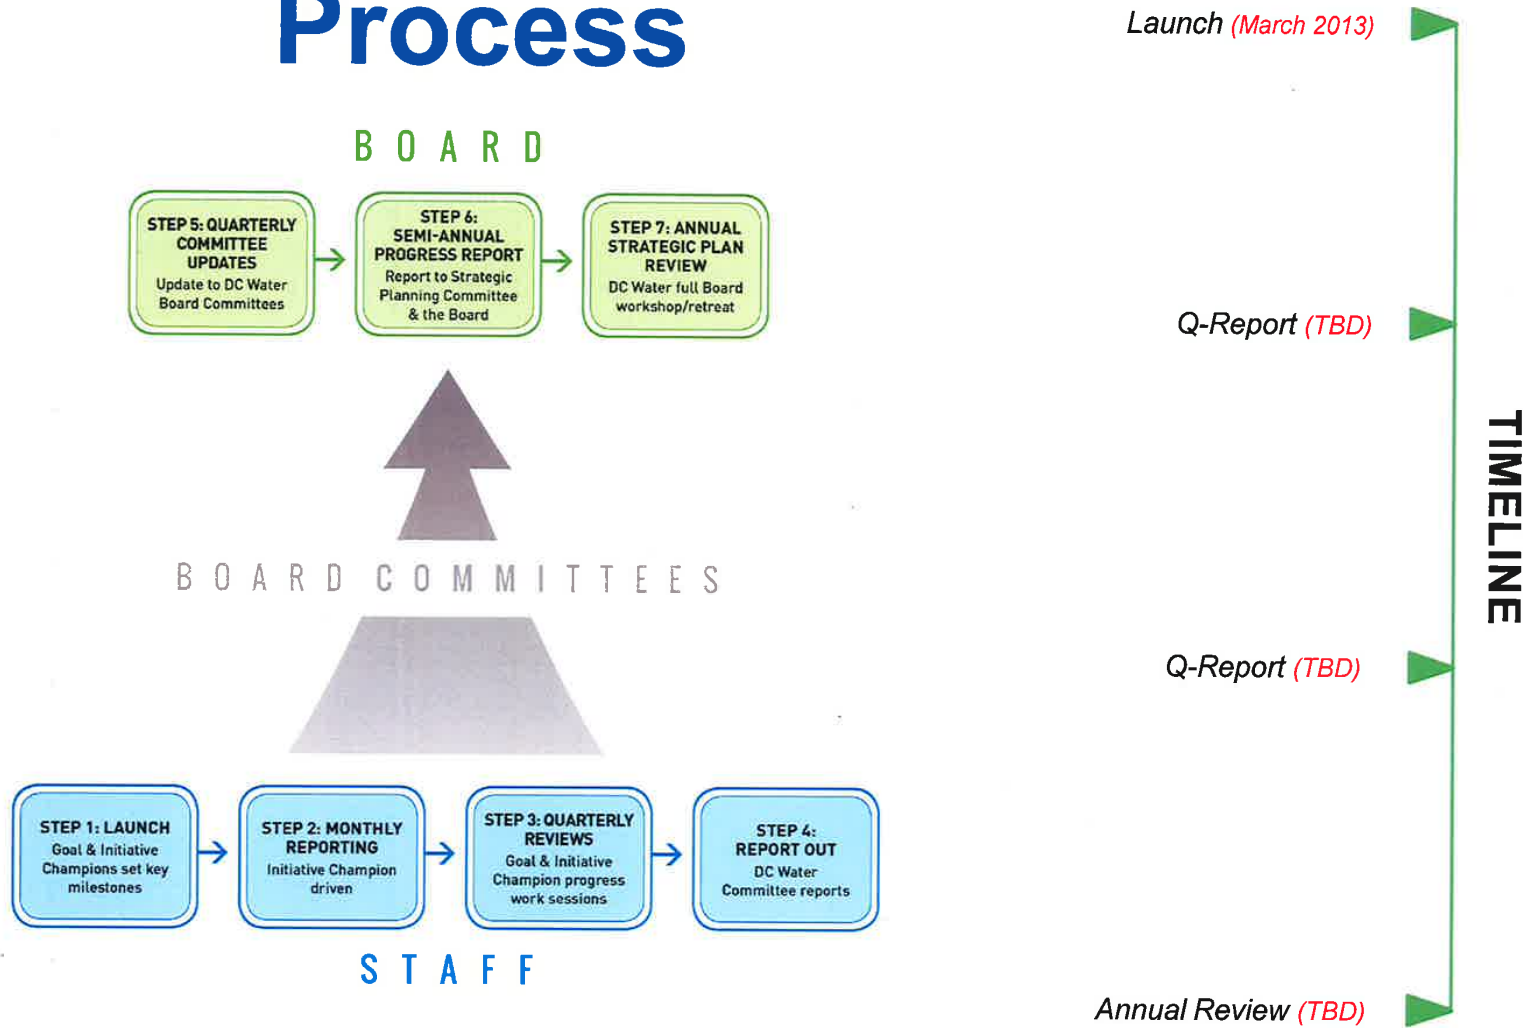 Process
BOARD
STEP 5: QUARTERLY
COMMITTEE
UPDATES
Update to DC Water
Board Committees
STEP 6:
SEMI-ANNUAL
PROGRESS REPORT
Report to Strategic
Planning Committee
& the Board
STEP 7: ANNUAL
STRATEGIC PLAN
REVIEW
DC Water full Board
workshop/retreat
BOARD COMMITTEES
STEP 1: LAUNCH
Goal & Initiative
Champions set key
milestones
STEP 2: MONTHLY
REPORTING
Initiative Champion
driven
STEP 3: QUARTERLY
REVIEWS
Goal & Initiative
Champion progress
work sessions
STEP 4:
REPORT OUT
DC Water
Committee reports
STAFF
Launch (March 2013)
Q-Report (TBD)
Q-Report (TBD)
Annual Review (TBD)
TIMELINE